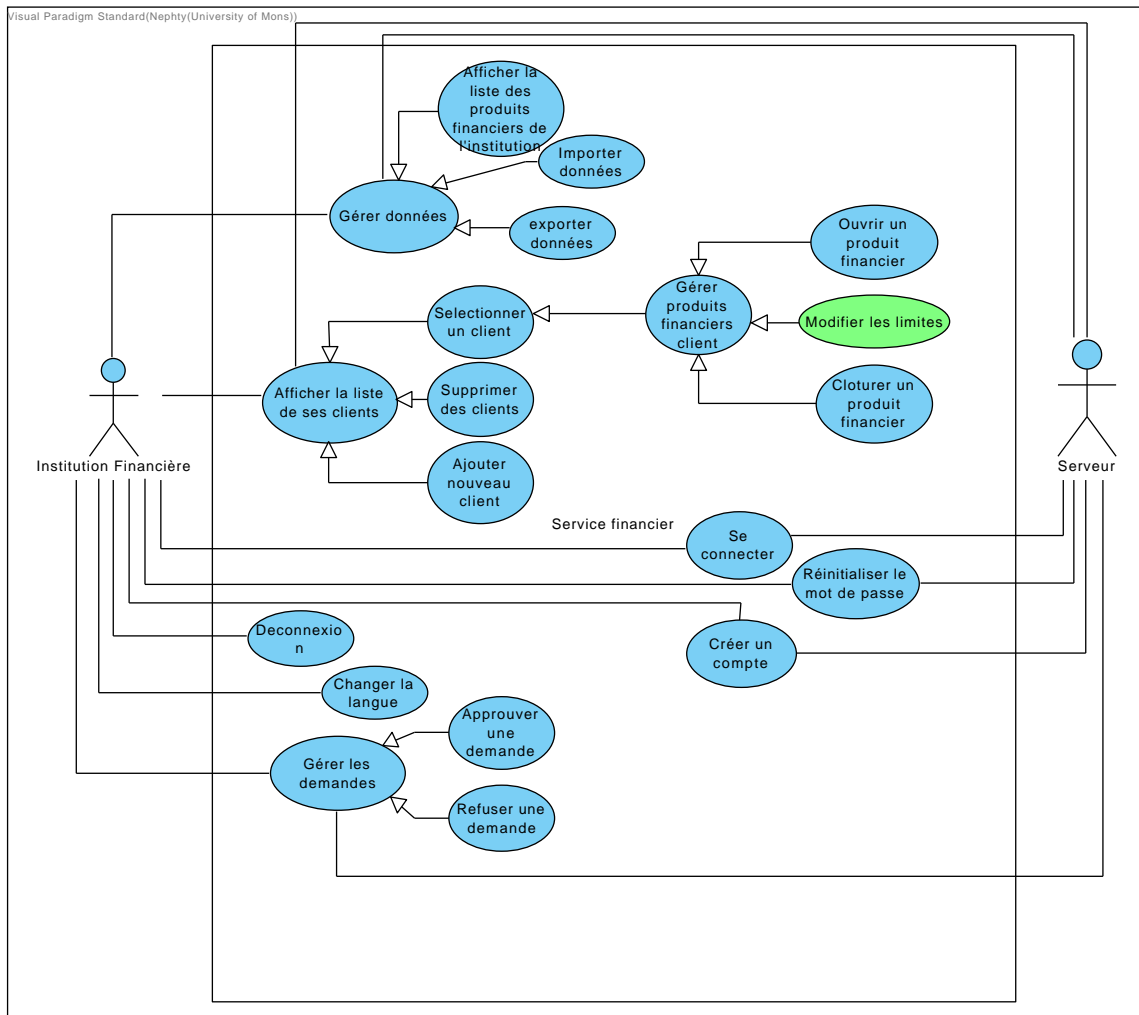 Visual Paradigm Standard(Nephty(University of Mons))
Afficher la
liste des
produits
financiers de
l'institution
Importer
données
Gérer données
exporter
données
Ouvrir un
produit
financier
Gérer
produits
financiers
client
Selectionner
un client
Modifier les limites
Afficher la liste
de ses clients
Supprimer
des clients
Cloturer un
produit
financier
Institution Financière
Serveur
Ajouter
nouveau
client
Service financier
Se
connecter
Réinitialiser le
mot de passe
Deconnexio
n
Créer un
compte
Changer la
langue
Approuver
une
demande
Gérer les
demandes
Refuser une
demande